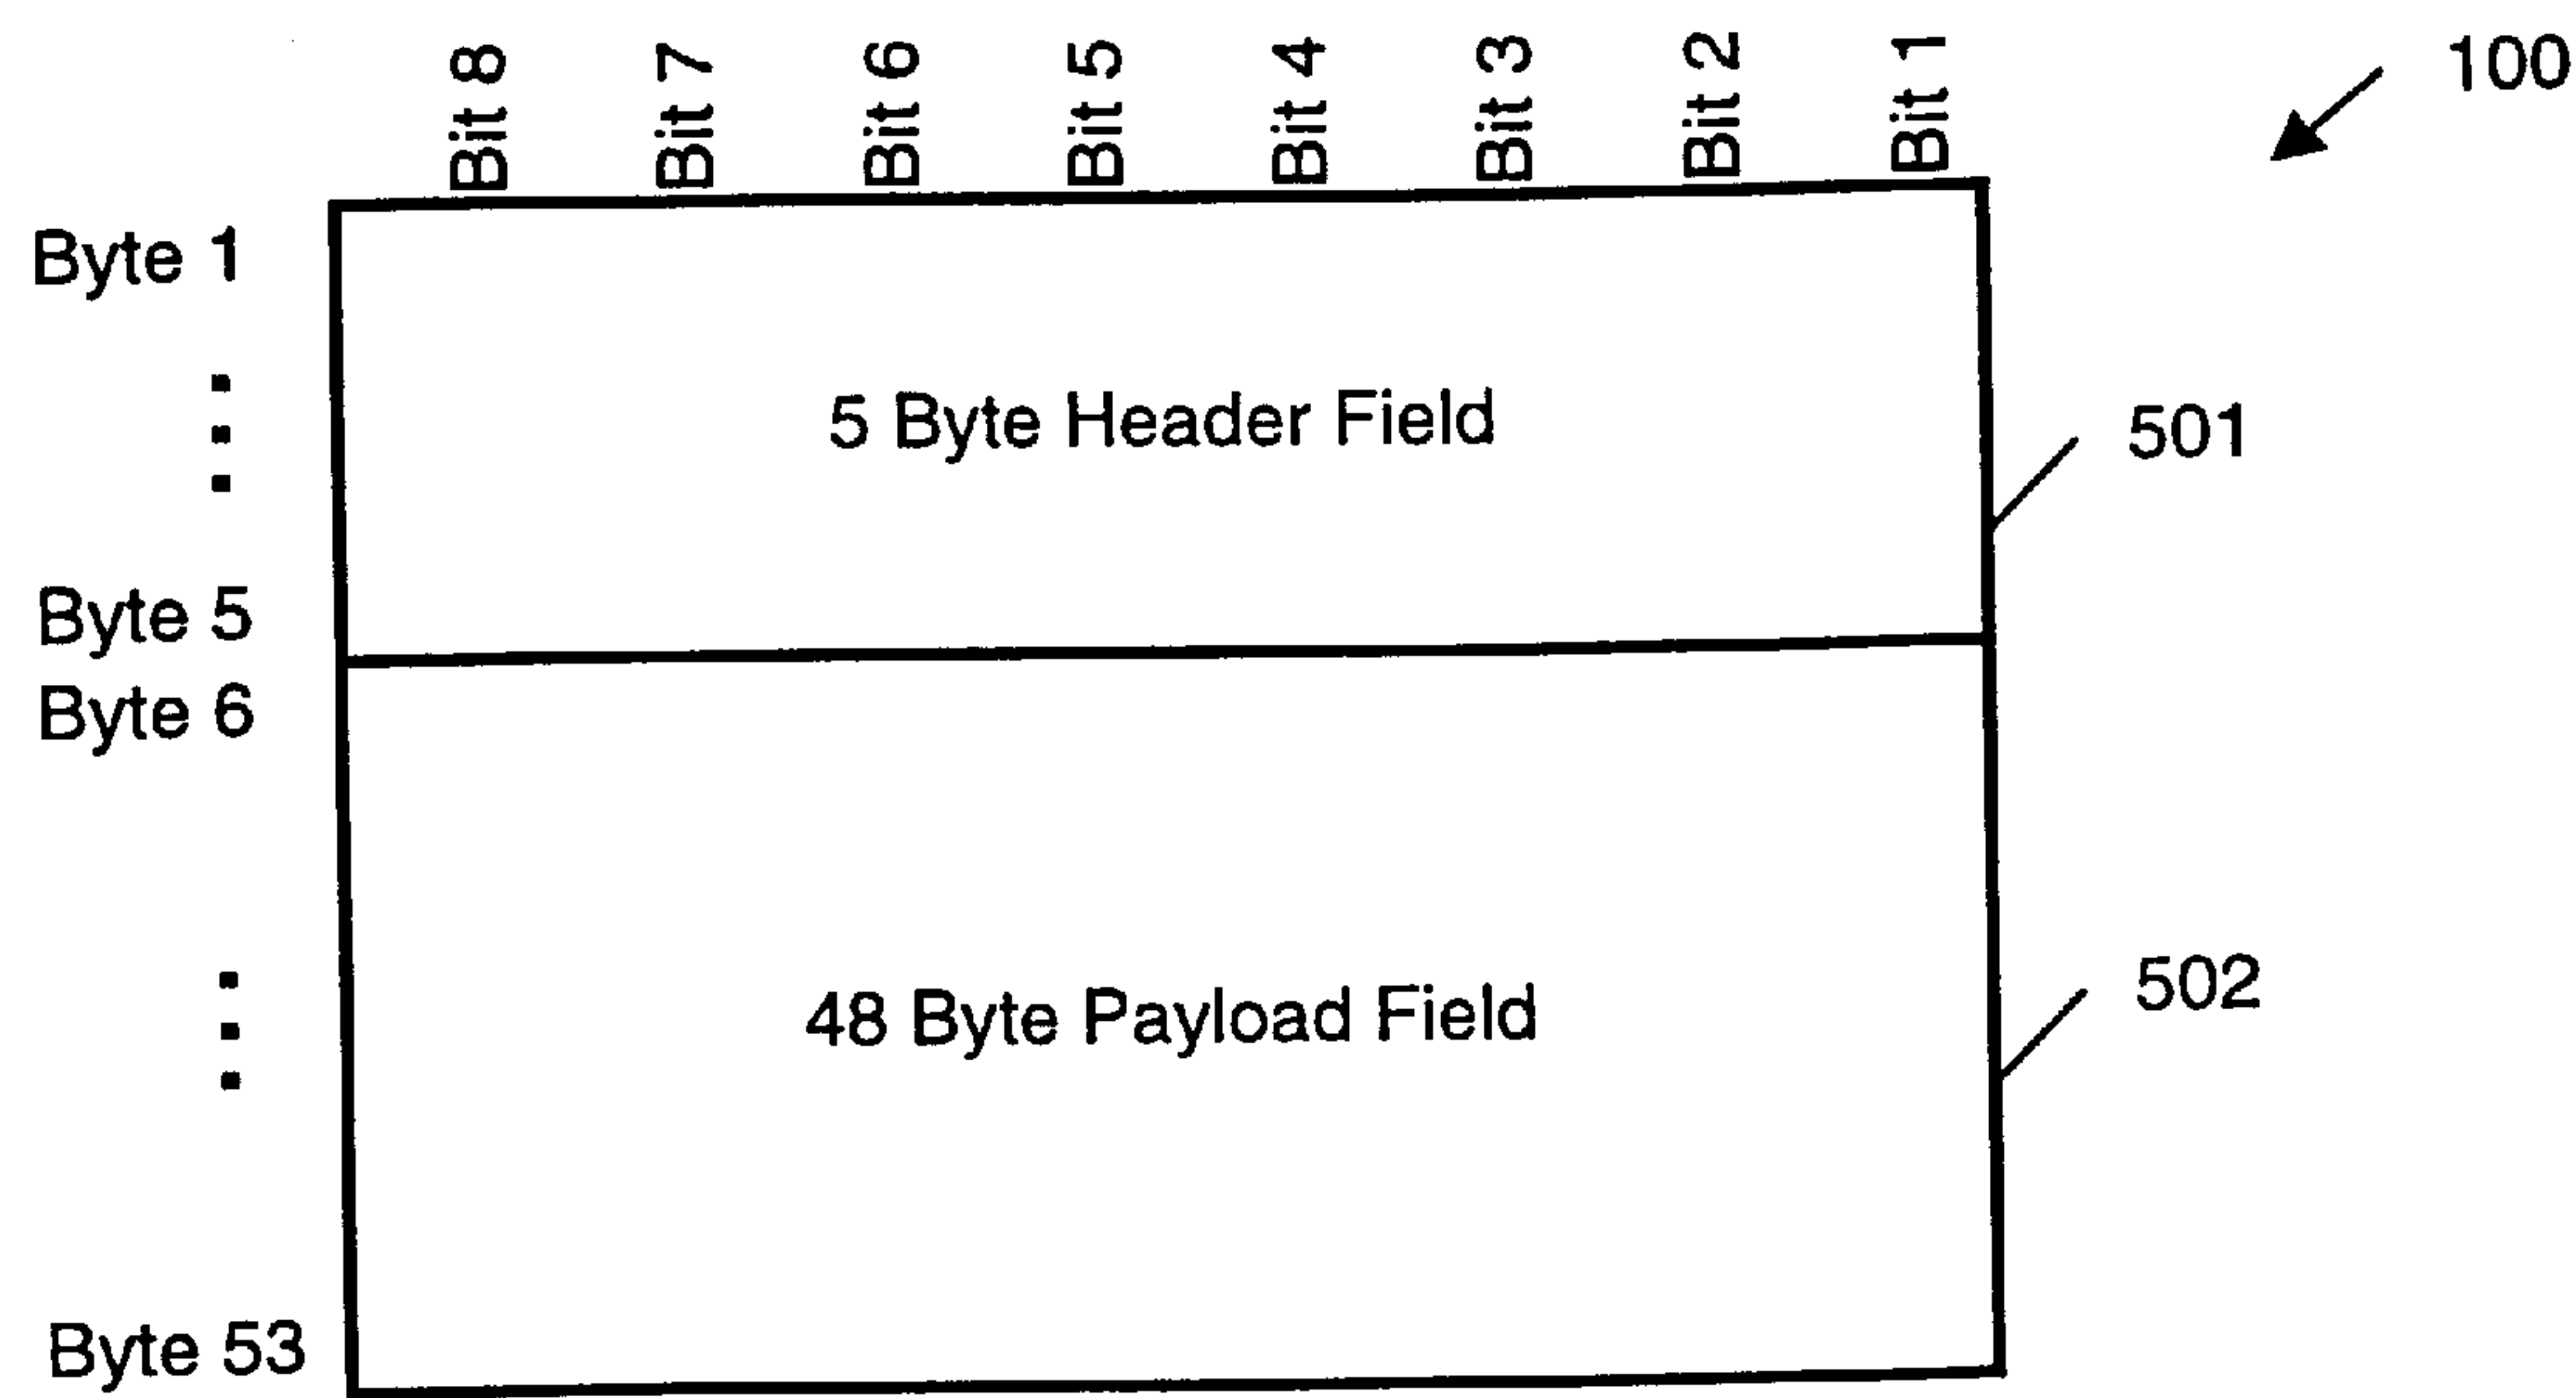 Bit 8 Bit 7 Bit 6 Bit 5 Bit 4 Bit 3 Bit 2 Bit 1
100
Byte 1
5 Byte Header Field
501
Byte 5
Byte 6
48 Byte Payload Field
502
Byte 53